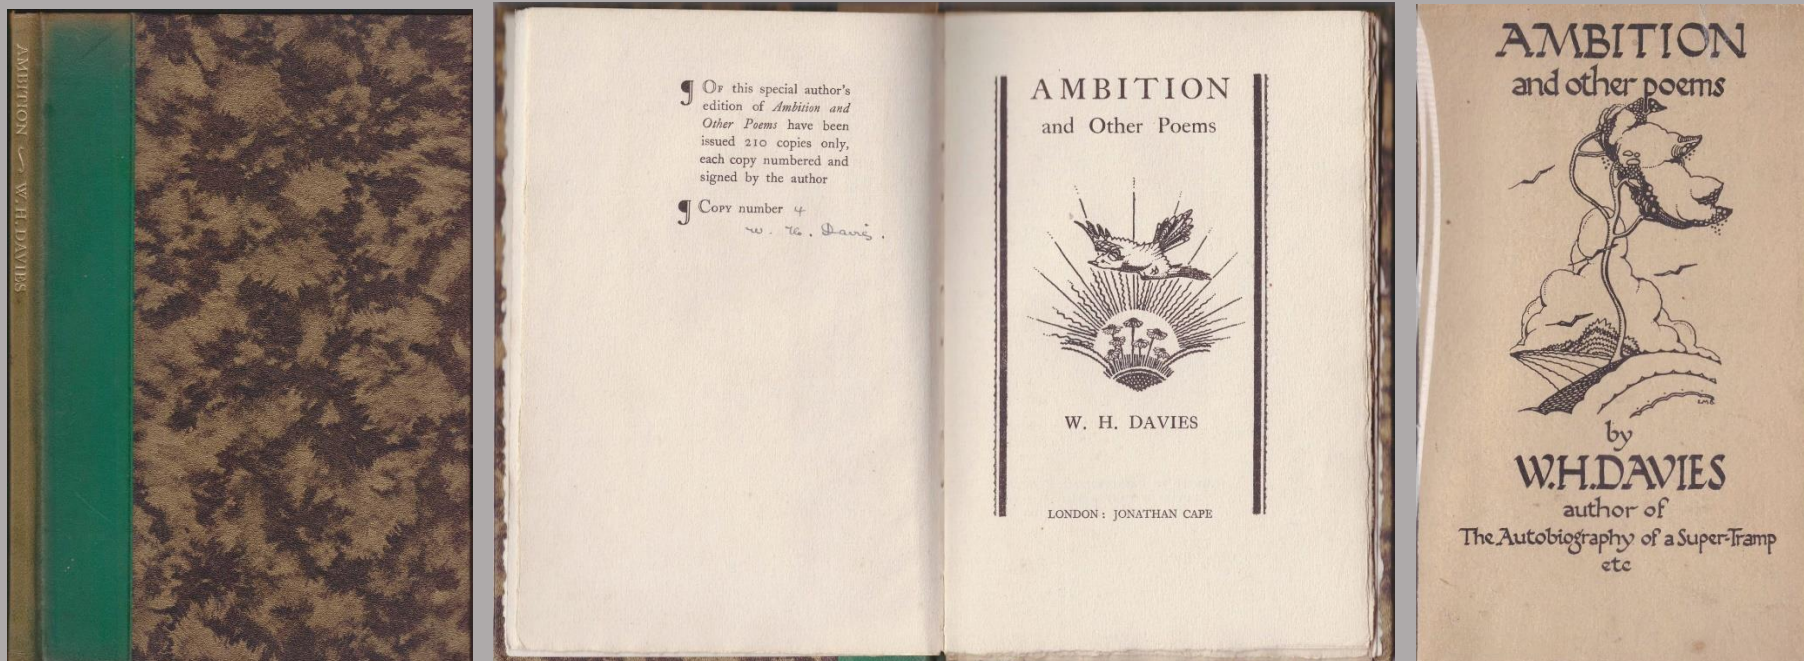 AMBITION ~ W.H.DAVIES
¶ OF this special author's
edition of Ambition and
Other Poems have been
issued 210 copies only,
each copy numbered and
signed by the author
¶ COPY number 4
W. H. Davies.
AMBITION
and Other Poems
W. H. DAVIES
LONDON: JONATHAN CAPE
AMBITION
and other poems
by
W.H.DAVIES
author of
The Autobiography of a Super-Tramp
etc